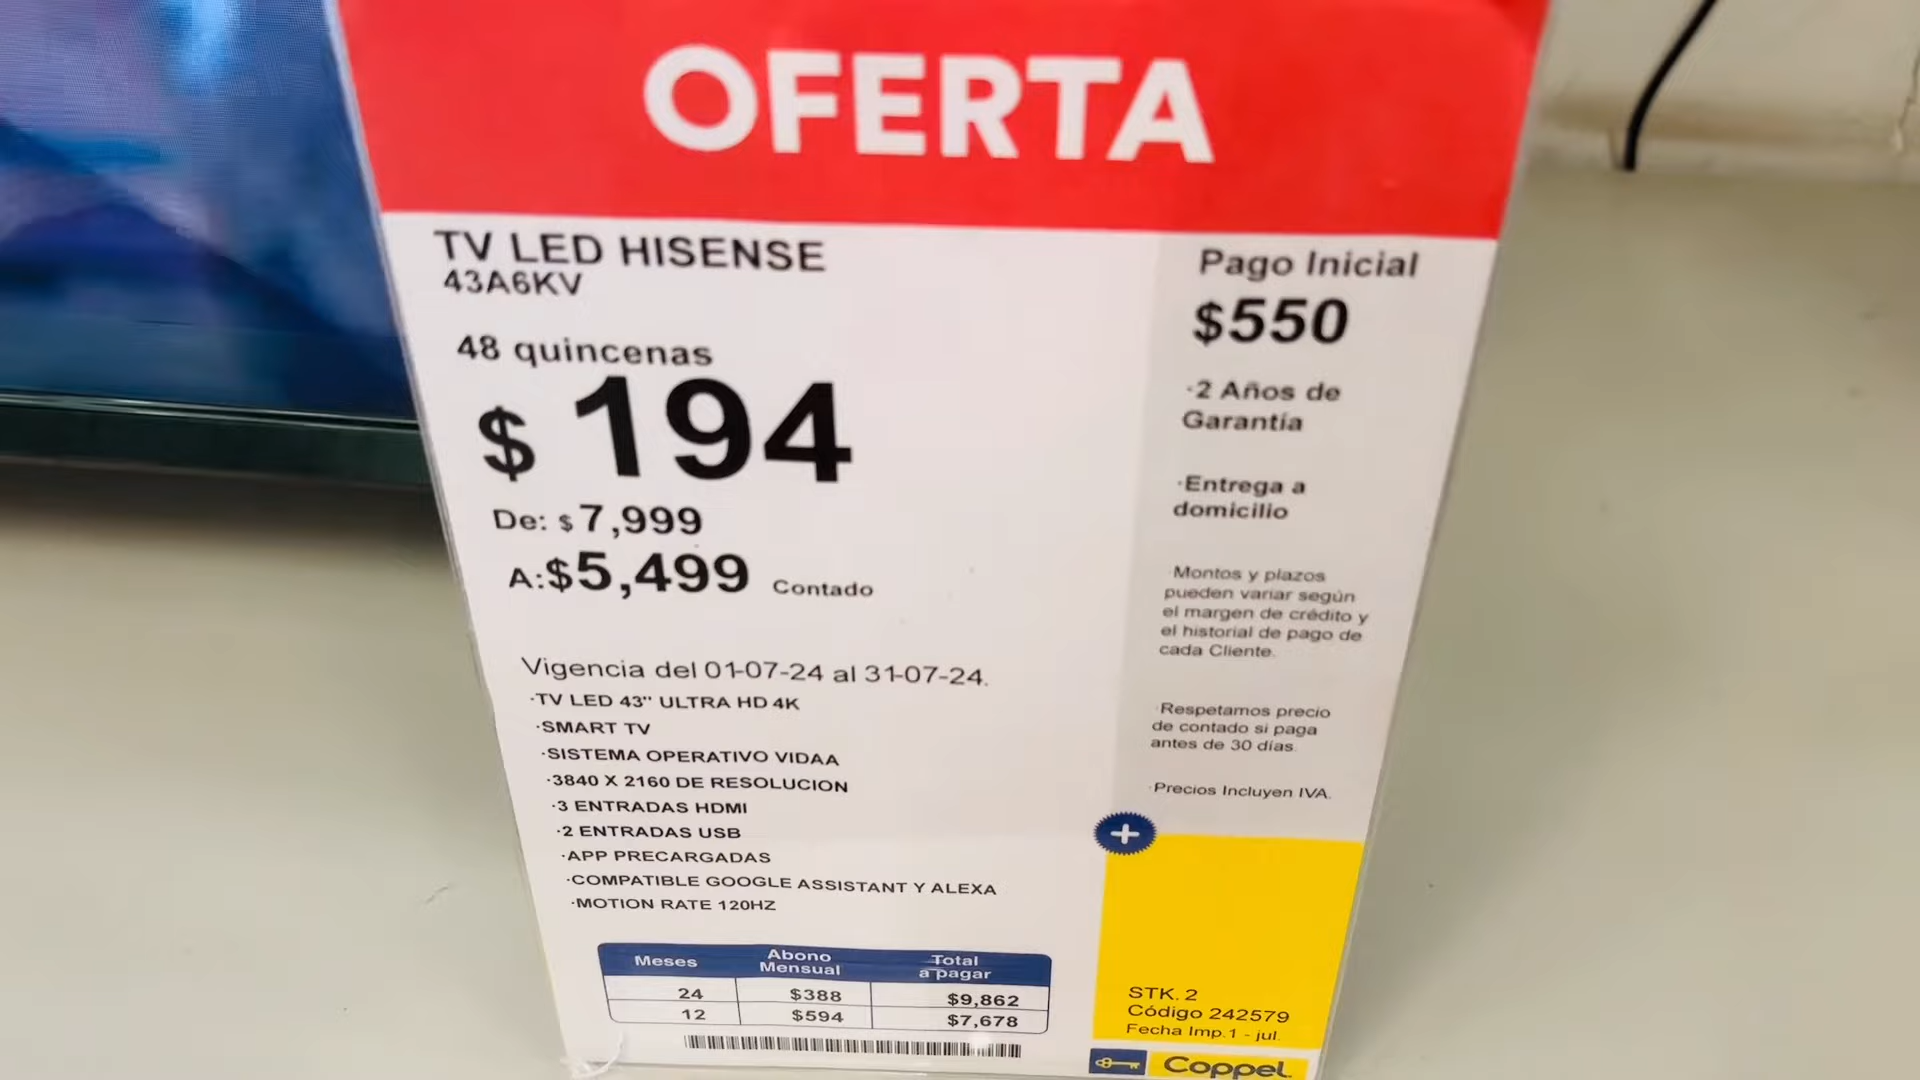 OFERTA
TV LED HISENSE
43A6KV
48 quincenas
$ 194
De: $ 7,999
A:$5,499 Contado
Vigencia del 01-07-24 al 31-07-24.
·TV LED 43" ULTRA HD 4K
·SMART TV
·SISTEMA OPERATIVO VIDAA
·3840 X 2160 DE RESOLUCION
·3 ENTRADAS HDMI
·2 ENTRADAS USB
·APP PRECARGADAS
·COMPATIBLE GOOGLE ASSISTANT Y ALEXA
·MOTION RATE 120HZ
Meses Abono Mensual Total a pagar
24 $388 $9,862
12 $594 $7,678
Pago Inicial
$550
·2 Años de
Garantía
·Entrega a
domicilio
Montos y plazos
pueden variar según
el margen de crédito y
el historial de pago de
cada Cliente.
·Respetamos precio
de contado si paga
antes de 30 días.
·Precios Incluyen IVA.
+
STK. 2
Código 242579
Fecha Imp.1 - jul.
Coppel.